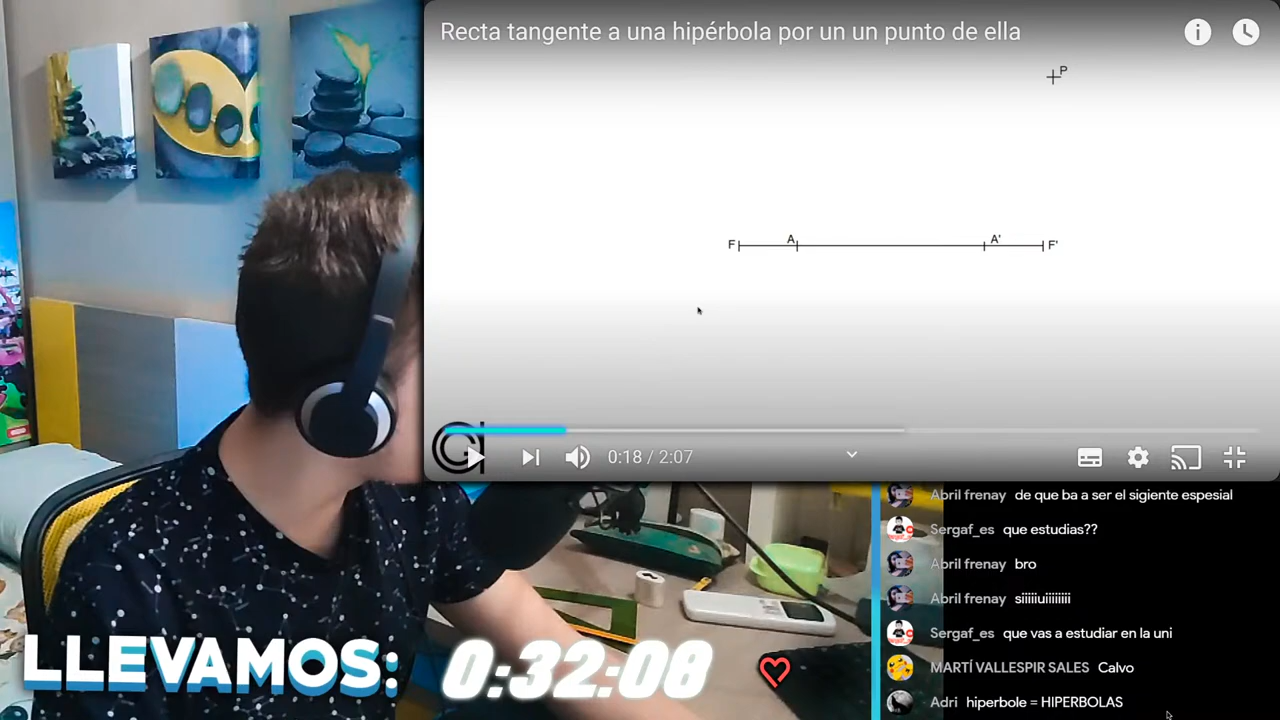 Recta tangente a una hipérbola por un un punto de ella
P
F A A' F'
0:18 / 2:07
Abril frenay de que ba a ser el sigiente espesial
Sergaf_es que estudias??
Abril frenay bro
Abril frenay siiiiiuiiiiiiii
Sergaf_es que vas a estudiar en la uni
MARTÍ VALLESPIR SALES Calvo
Adri hiperbole = HIPERBOLAS
LLEVAMOS: 0:32:08